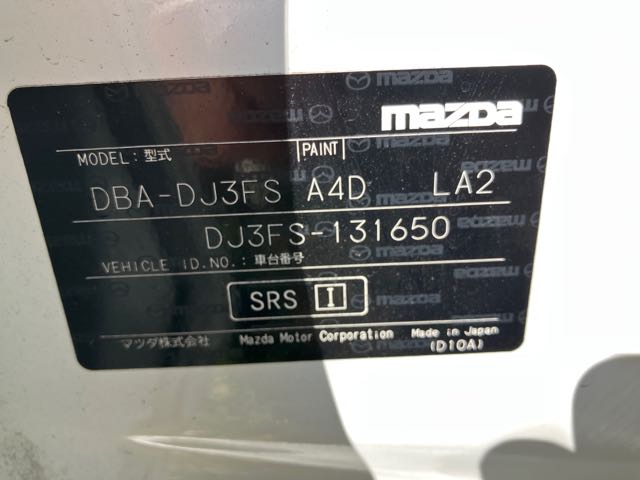 mazda
MODEL: 型式 PAINT
DBA-DJ3FS A4D LA2
DJ3FS-131650
VEHICLE ID.NO.: 車台番号
SRS I
マツダ株式会社 Mazda Motor Corporation Made in Japan
(D10A)